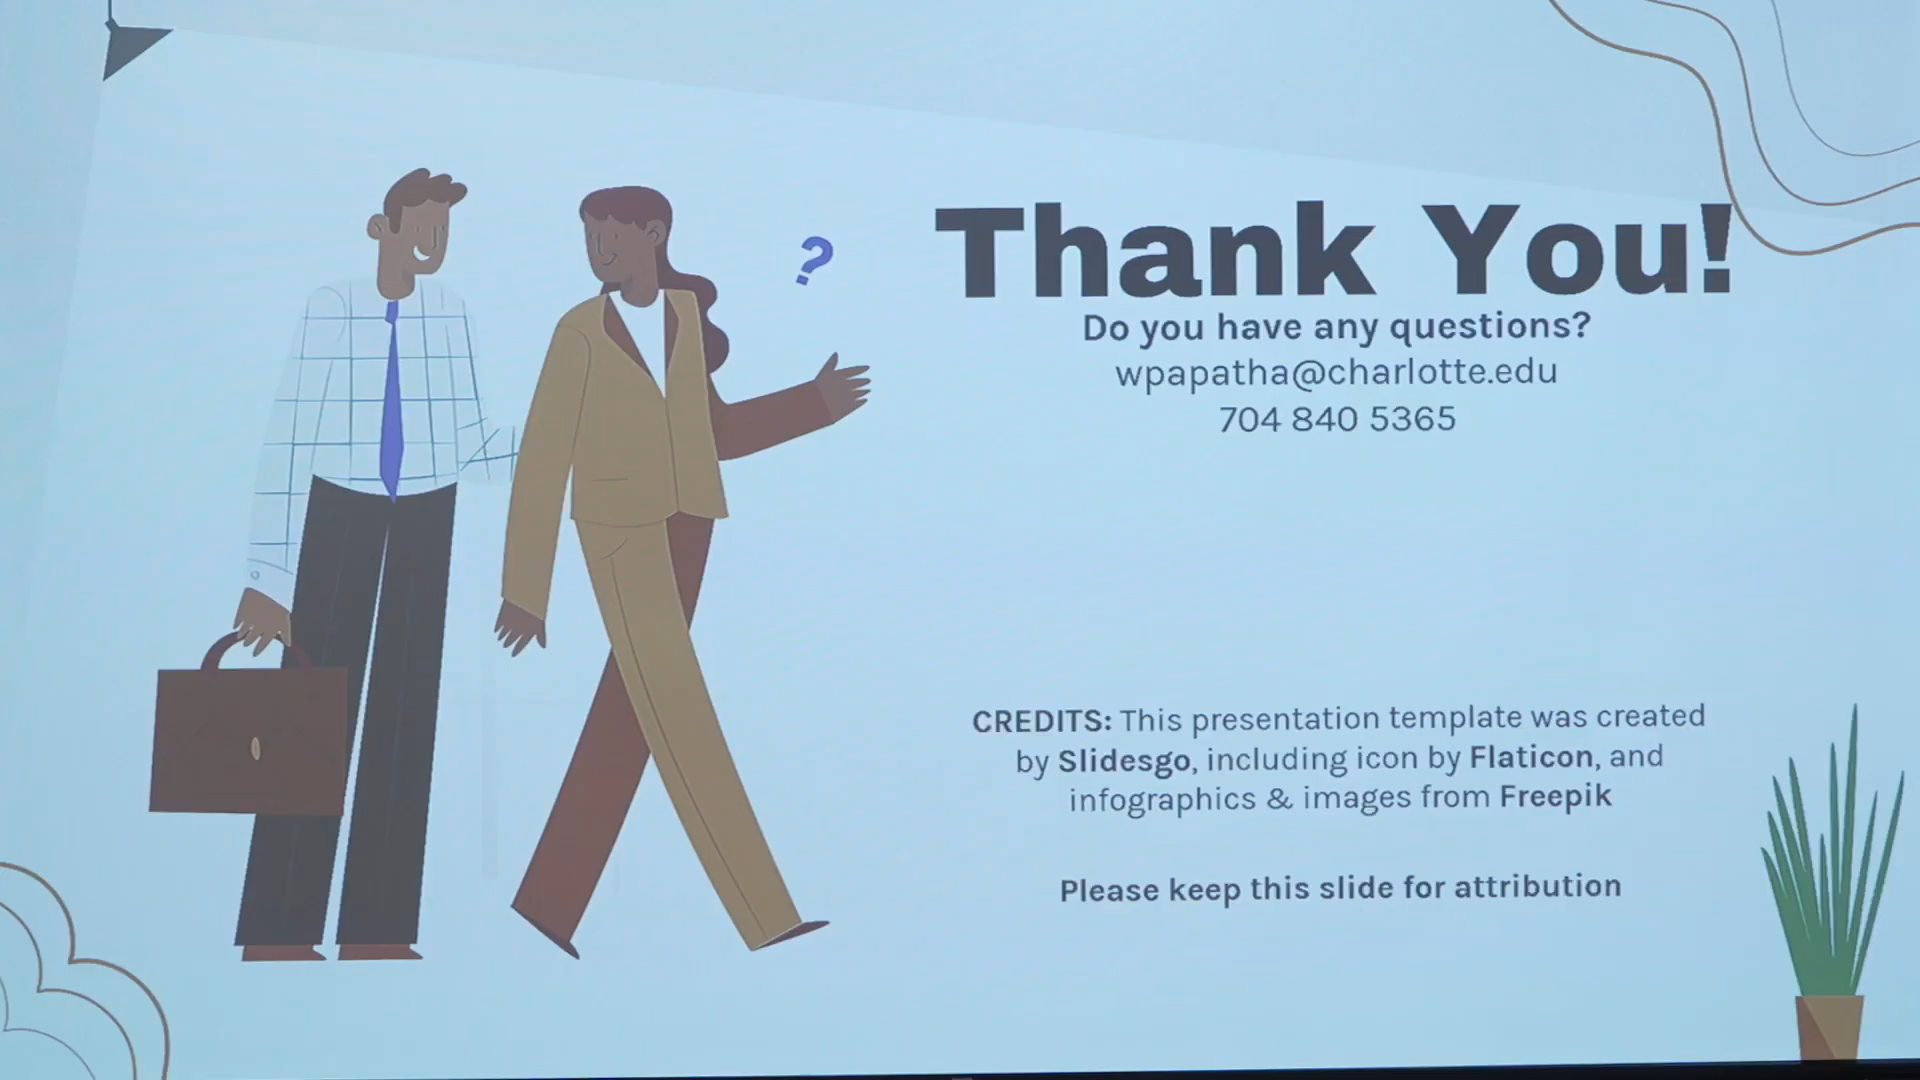 ?
Thank You!
Do you have any questions?
wpapatha@charlotte.edu
704 840 5365
CREDITS: This presentation template was created
by Slidesgo, including icon by Flaticon, and
infographics & images from Freepik
Please keep this slide for attribution